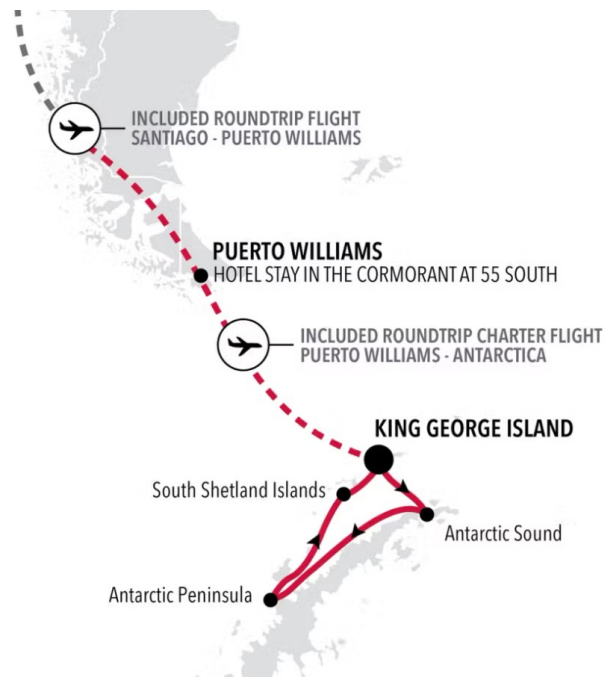 INCLUDED ROUNDTRIP FLIGHT
SANTIAGO - PUERTO WILLIAMS
PUERTO WILLIAMS
HOTEL STAY IN THE CORMORANT AT 55 SOUTH
INCLUDED ROUNDTRIP CHARTER FLIGHT
PUERTO WILLIAMS - ANTARCTICA
KING GEORGE ISLAND
South Shetland Islands
Antarctic Sound
Antarctic Peninsula